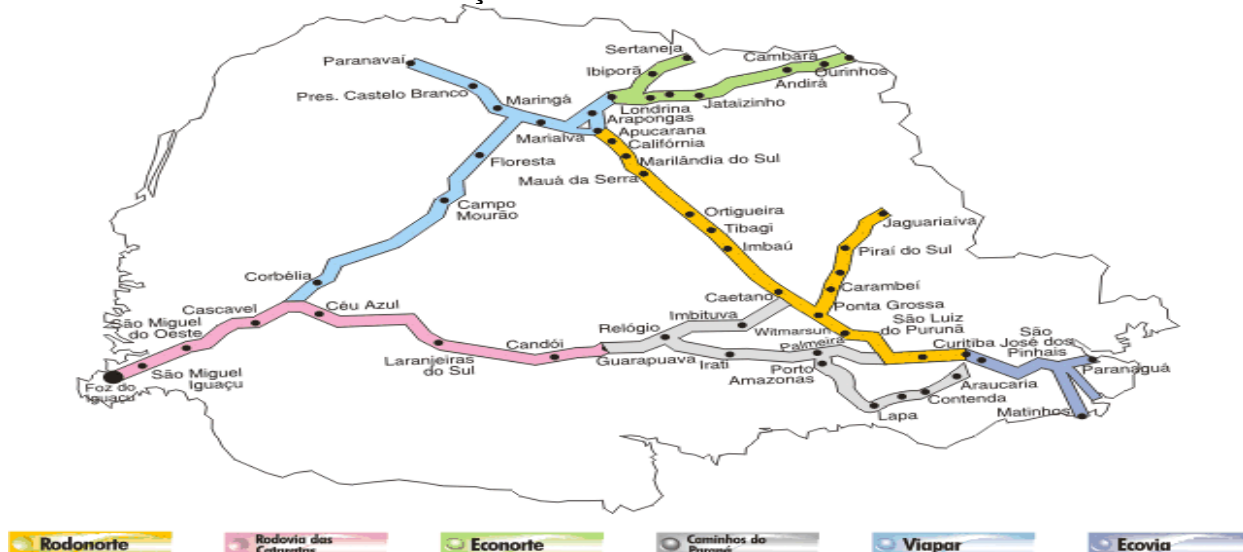 Sertaneja
Paranavaí
Ibiporã
Cambará
Ourinhos
Andirá
Pres. Castelo Branco
Maringá
Londrina
Jataizinho
Arapongas
Marialva
Apucarana
Califórnia
Floresta
Marilândia do Sul
Mauá da Serra
Campo
Mourão
Ortigueira
Jaguariaíva
Tibagi
Imbaú
Piraí do Sul
Corbélia
Carambeí
Caetano
Cascavel
Céu Azul
Ponta Grossa
Imbituva
São Miguel
do Oeste
Relógio
Witmarsun
São Luiz
do Purunã
São
José dos
Pinhais
Curitiba
Palmeira
Candói
Guarapuava
Laranjeiras
do Sul
Irati
Porto
Amazonas
Paranaguá
São Miguel
Iguaçu
Foz do
Iguaçu
Araucaria
Contenda
Lapa
Matinhos
Rodonorte
Rodovia das
Cataratas
Econorte
Caminhos do
Paraná
Viapar
Ecovia